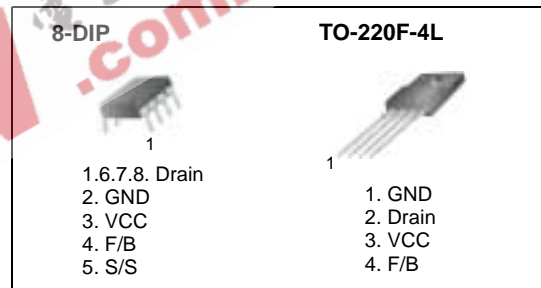 8-DIP
TO-220F-4L
.com
1
1.6.7.8. Drain
2. GND
3. VCC
4. F/B
5. S/S
1
1. GND
2. Drain
3. VCC
4. F/B